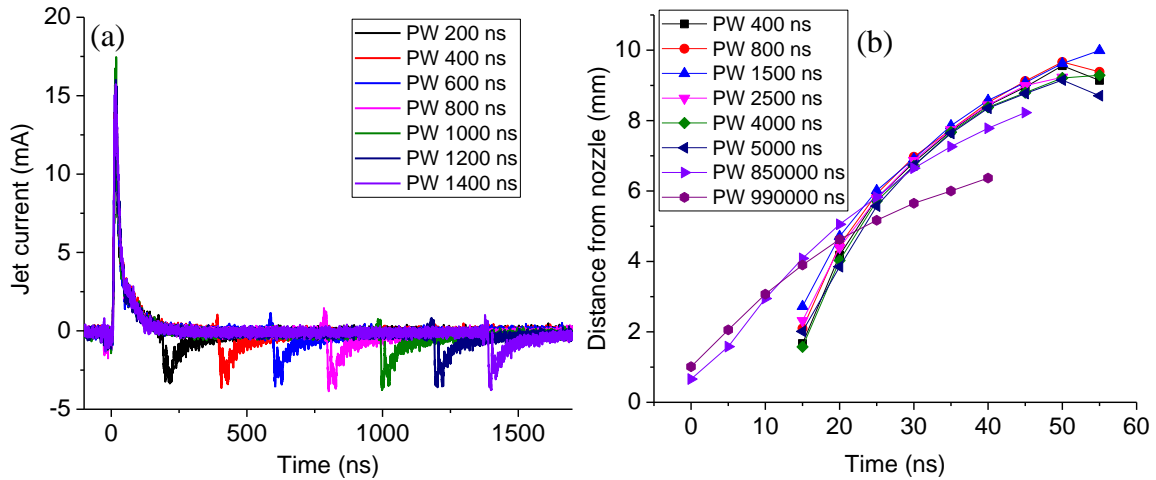 (a)
20
15
10
5
0
-5
Jet current (mA)
0
500
1000
1500
Time (ns)
PW 200 ns
PW 400 ns
PW 600 ns
PW 800 ns
PW 1000 ns
PW 1200 ns
PW 1400 ns
(b)
10
8
6
4
2
0
Distance from nozzle (mm)
0
10
20
30
40
50
60
Time (ns)
PW 400 ns
PW 800 ns
PW 1500 ns
PW 2500 ns
PW 4000 ns
PW 5000 ns
PW 850000 ns
PW 990000 ns